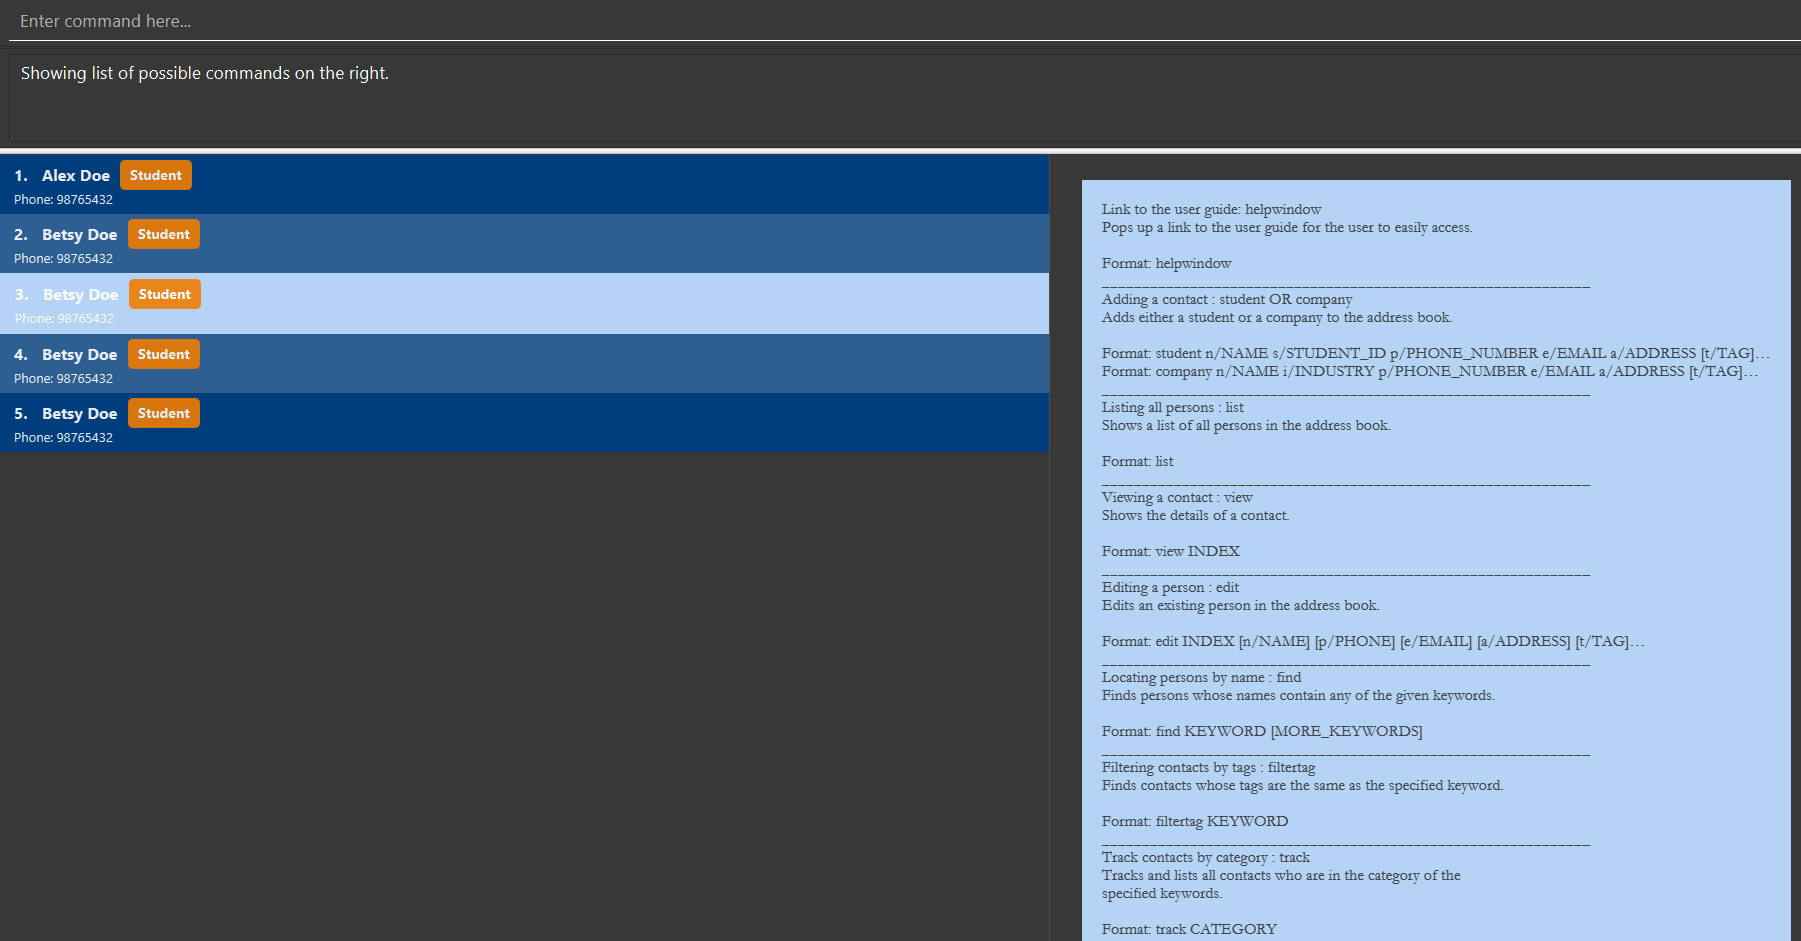 Enter command here...
Showing list of possible commands on the right.
1. Alex Doe Student
Phone: 98765432
2. Betsy Doe Student
Phone: 98765432
3. Betsy Doe Student
Phone: 98765432
4. Betsy Doe Student
Phone: 98765432
5. Betsy Doe Student
Phone: 98765432
Link to the user guide: helpwindow
Pops up a link to the user guide for the user to easily access.
Format: helpwindow
Adding a contact : student OR company
Adds either a student or a company to the address book.
Format: student n/NAME s/STUDENT_ID p/PHONE_NUMBER e/EMAIL a/ADDRESS [t/TAG]…
Format: company n/NAME i/INDUSTRY p/PHONE_NUMBER e/EMAIL a/ADDRESS [t/TAG]…
Listing all persons : list
Shows a list of all persons in the address book.
Format: list
Viewing a contact : view
Shows the details of a contact.
Format: view INDEX
Editing a person : edit
Edits an existing person in the address book.
Format: edit INDEX [n/NAME] [p/PHONE] [e/EMAIL] [a/ADDRESS] [t/TAG]…
Locating persons by name : find
Finds persons whose names contain any of the given keywords.
Format: find KEYWORD [MORE_KEYWORDS]
Filtering contacts by tags : filtertag
Finds contacts whose tags are the same as the specified keyword.
Format: filtertag KEYWORD
Track contacts by category : track
Tracks and lists all contacts who are in the category of the
specified keywords.
Format: track CATEGORY